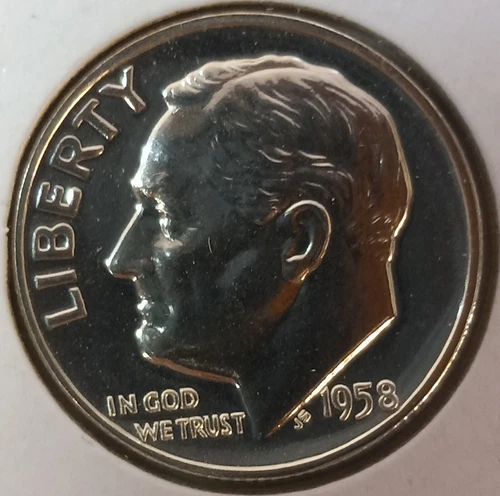 LIBERTY
IN GOD
WE TRUST
JS
1958